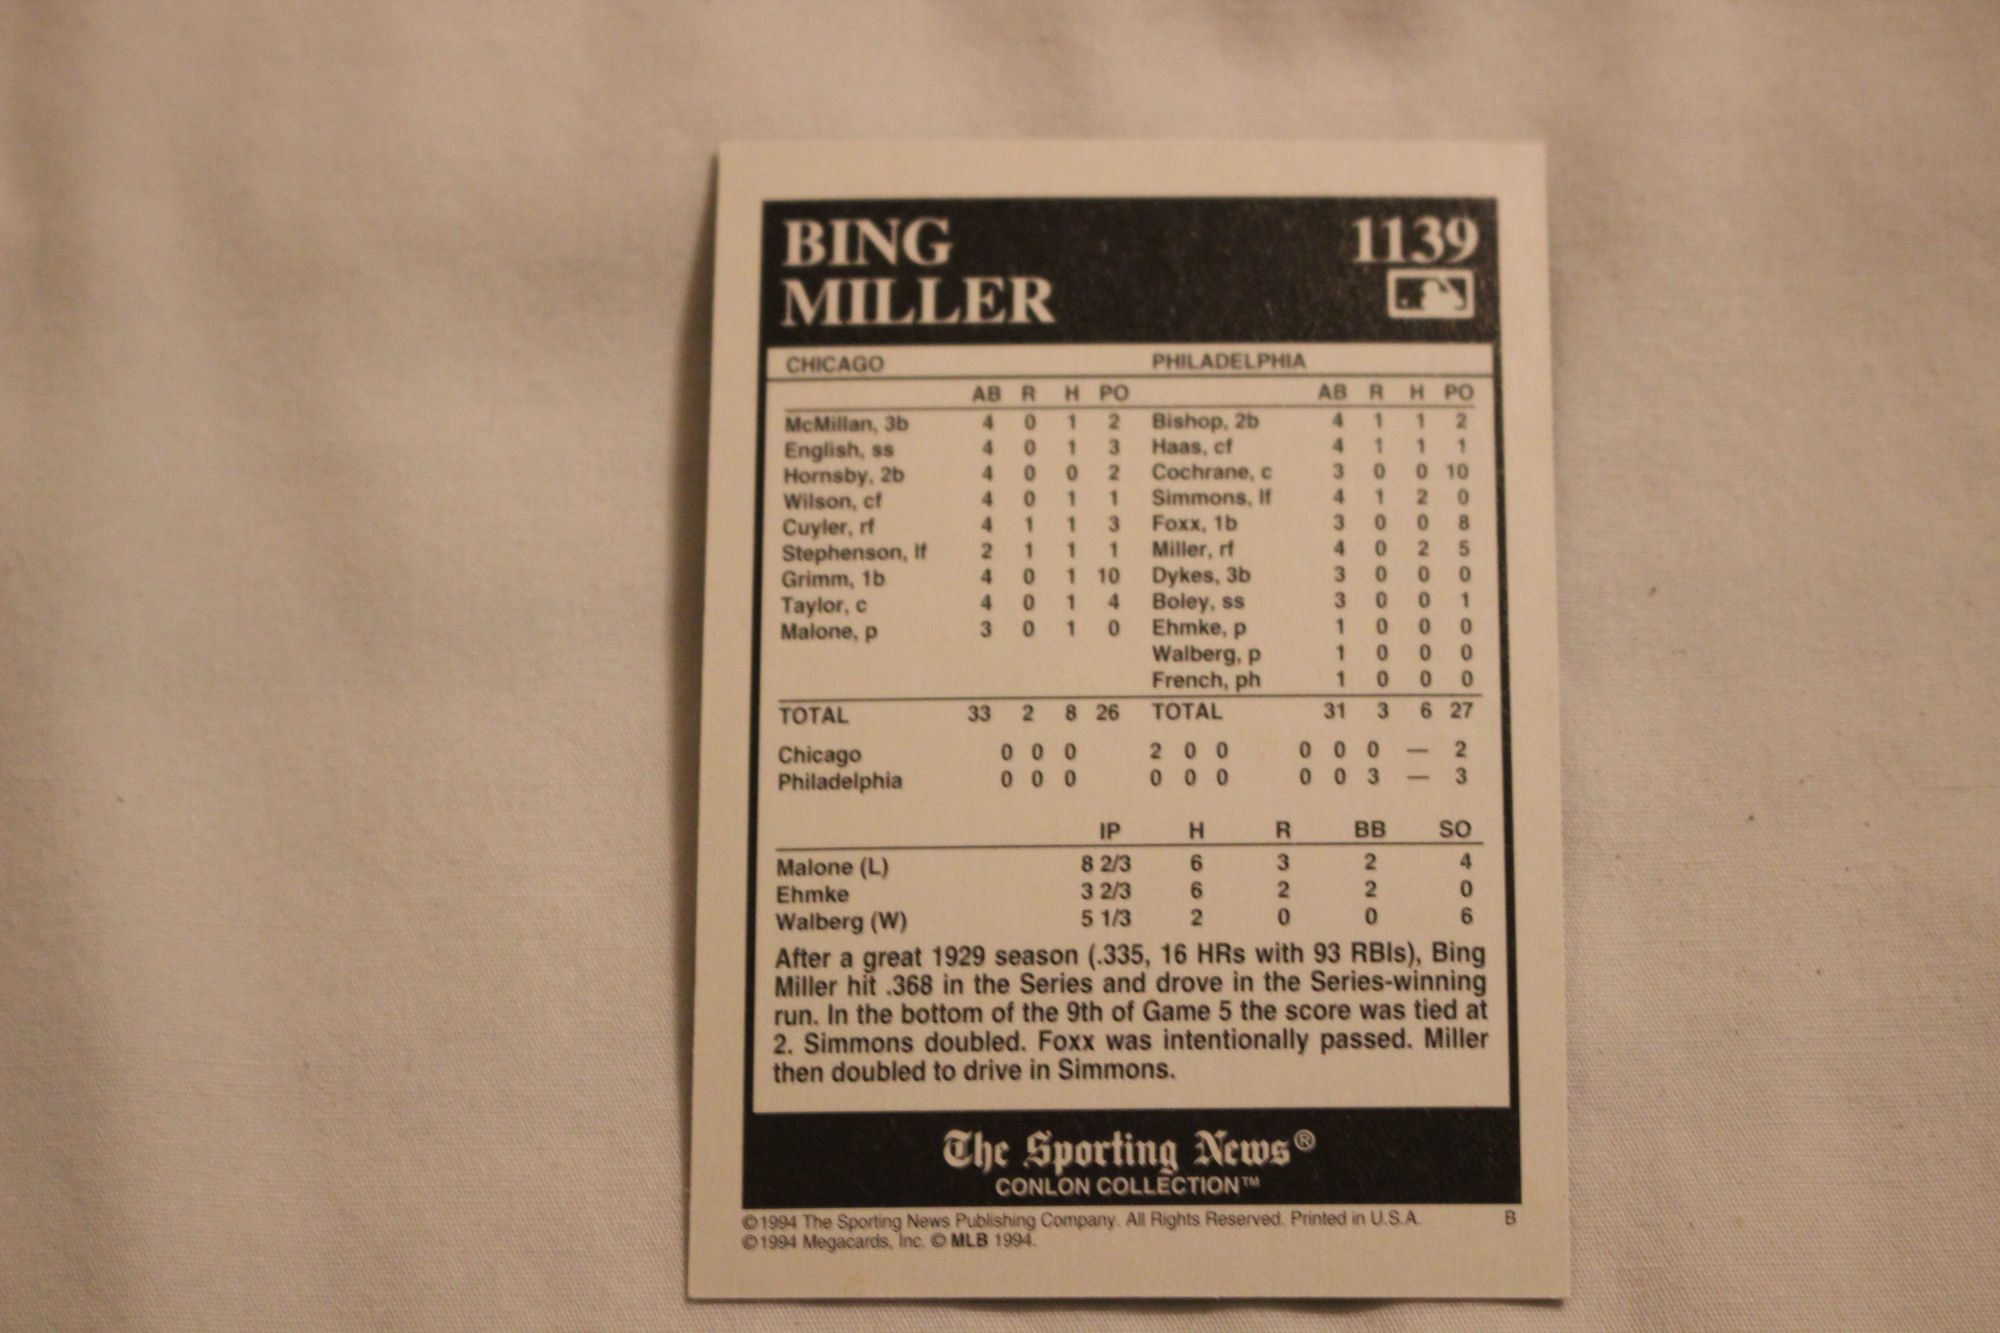 BING 1139
MILLER
CHICAGO PHILADELPHIA
AB R H PO AB R H PO
McMillan, 3b 4 0 1 2 Bishop, 2b 4 1 1 2
English, ss 4 0 1 3 Haas, cf 4 1 1 1
Hornsby, 2b 4 0 0 2 Cochrane, c 3 0 0 10
Wilson, cf 4 0 1 1 Simmons, lf 4 1 2 0
Cuyler, rf 4 1 1 3 Foxx, 1b 3 0 0 8
Stephenson, lf 2 1 1 1 Miller, rf 4 0 2 5
Grimm, 1b 4 0 1 10 Dykes, 3b 3 0 0 0
Taylor, c 4 0 1 4 Boley, ss 3 0 0 1
Malone, p 3 0 1 0 Ehmke, p 1 0 0 0
Walberg, p 1 0 0 0
French, ph 1 0 0 0
TOTAL 33 2 8 26 TOTAL 31 3 6 27
Chicago 0 0 0 2 0 0 0 0 0 — 2
Philadelphia 0 0 0 0 0 0 0 0 3 — 3
IP H R BB SO
Malone (L) 8 2/3 6 3 2 4
Ehmke 3 2/3 6 2 2 0
Walberg (W) 5 1/3 2 0 0 6
After a great 1929 season (.335, 16 HRs with 93 RBIs), Bing
Miller hit .368 in the Series and drove in the Series-winning
run. In the bottom of the 9th of Game 5 the score was tied at
2. Simmons doubled. Foxx was intentionally passed. Miller
then doubled to drive in Simmons.
The Sporting News®
CONLON COLLECTION™
©1994 The Sporting News Publishing Company. All Rights Reserved. Printed in U.S.A. B
©1994 Megacards, Inc. © MLB 1994.